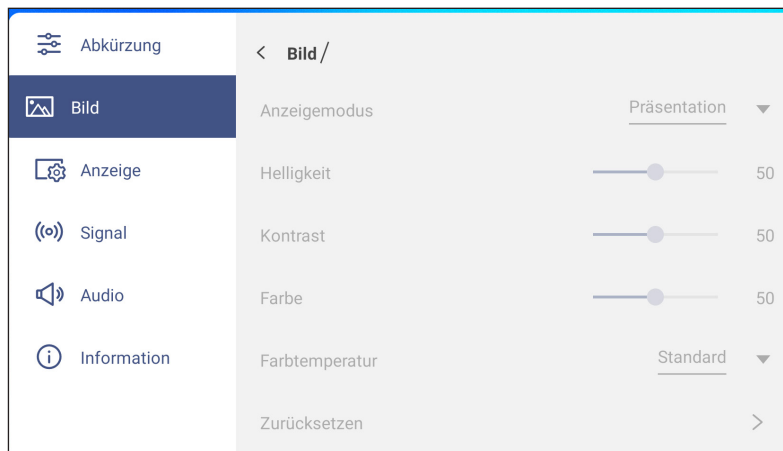 Abkürzung
Bild
Anzeige
Signal
Audio
Information
Bild /
Anzeigemodus Präsentation
Helligkeit 50
Kontrast 50
Farbe 50
Farbtemperatur Standard
Zurücksetzen